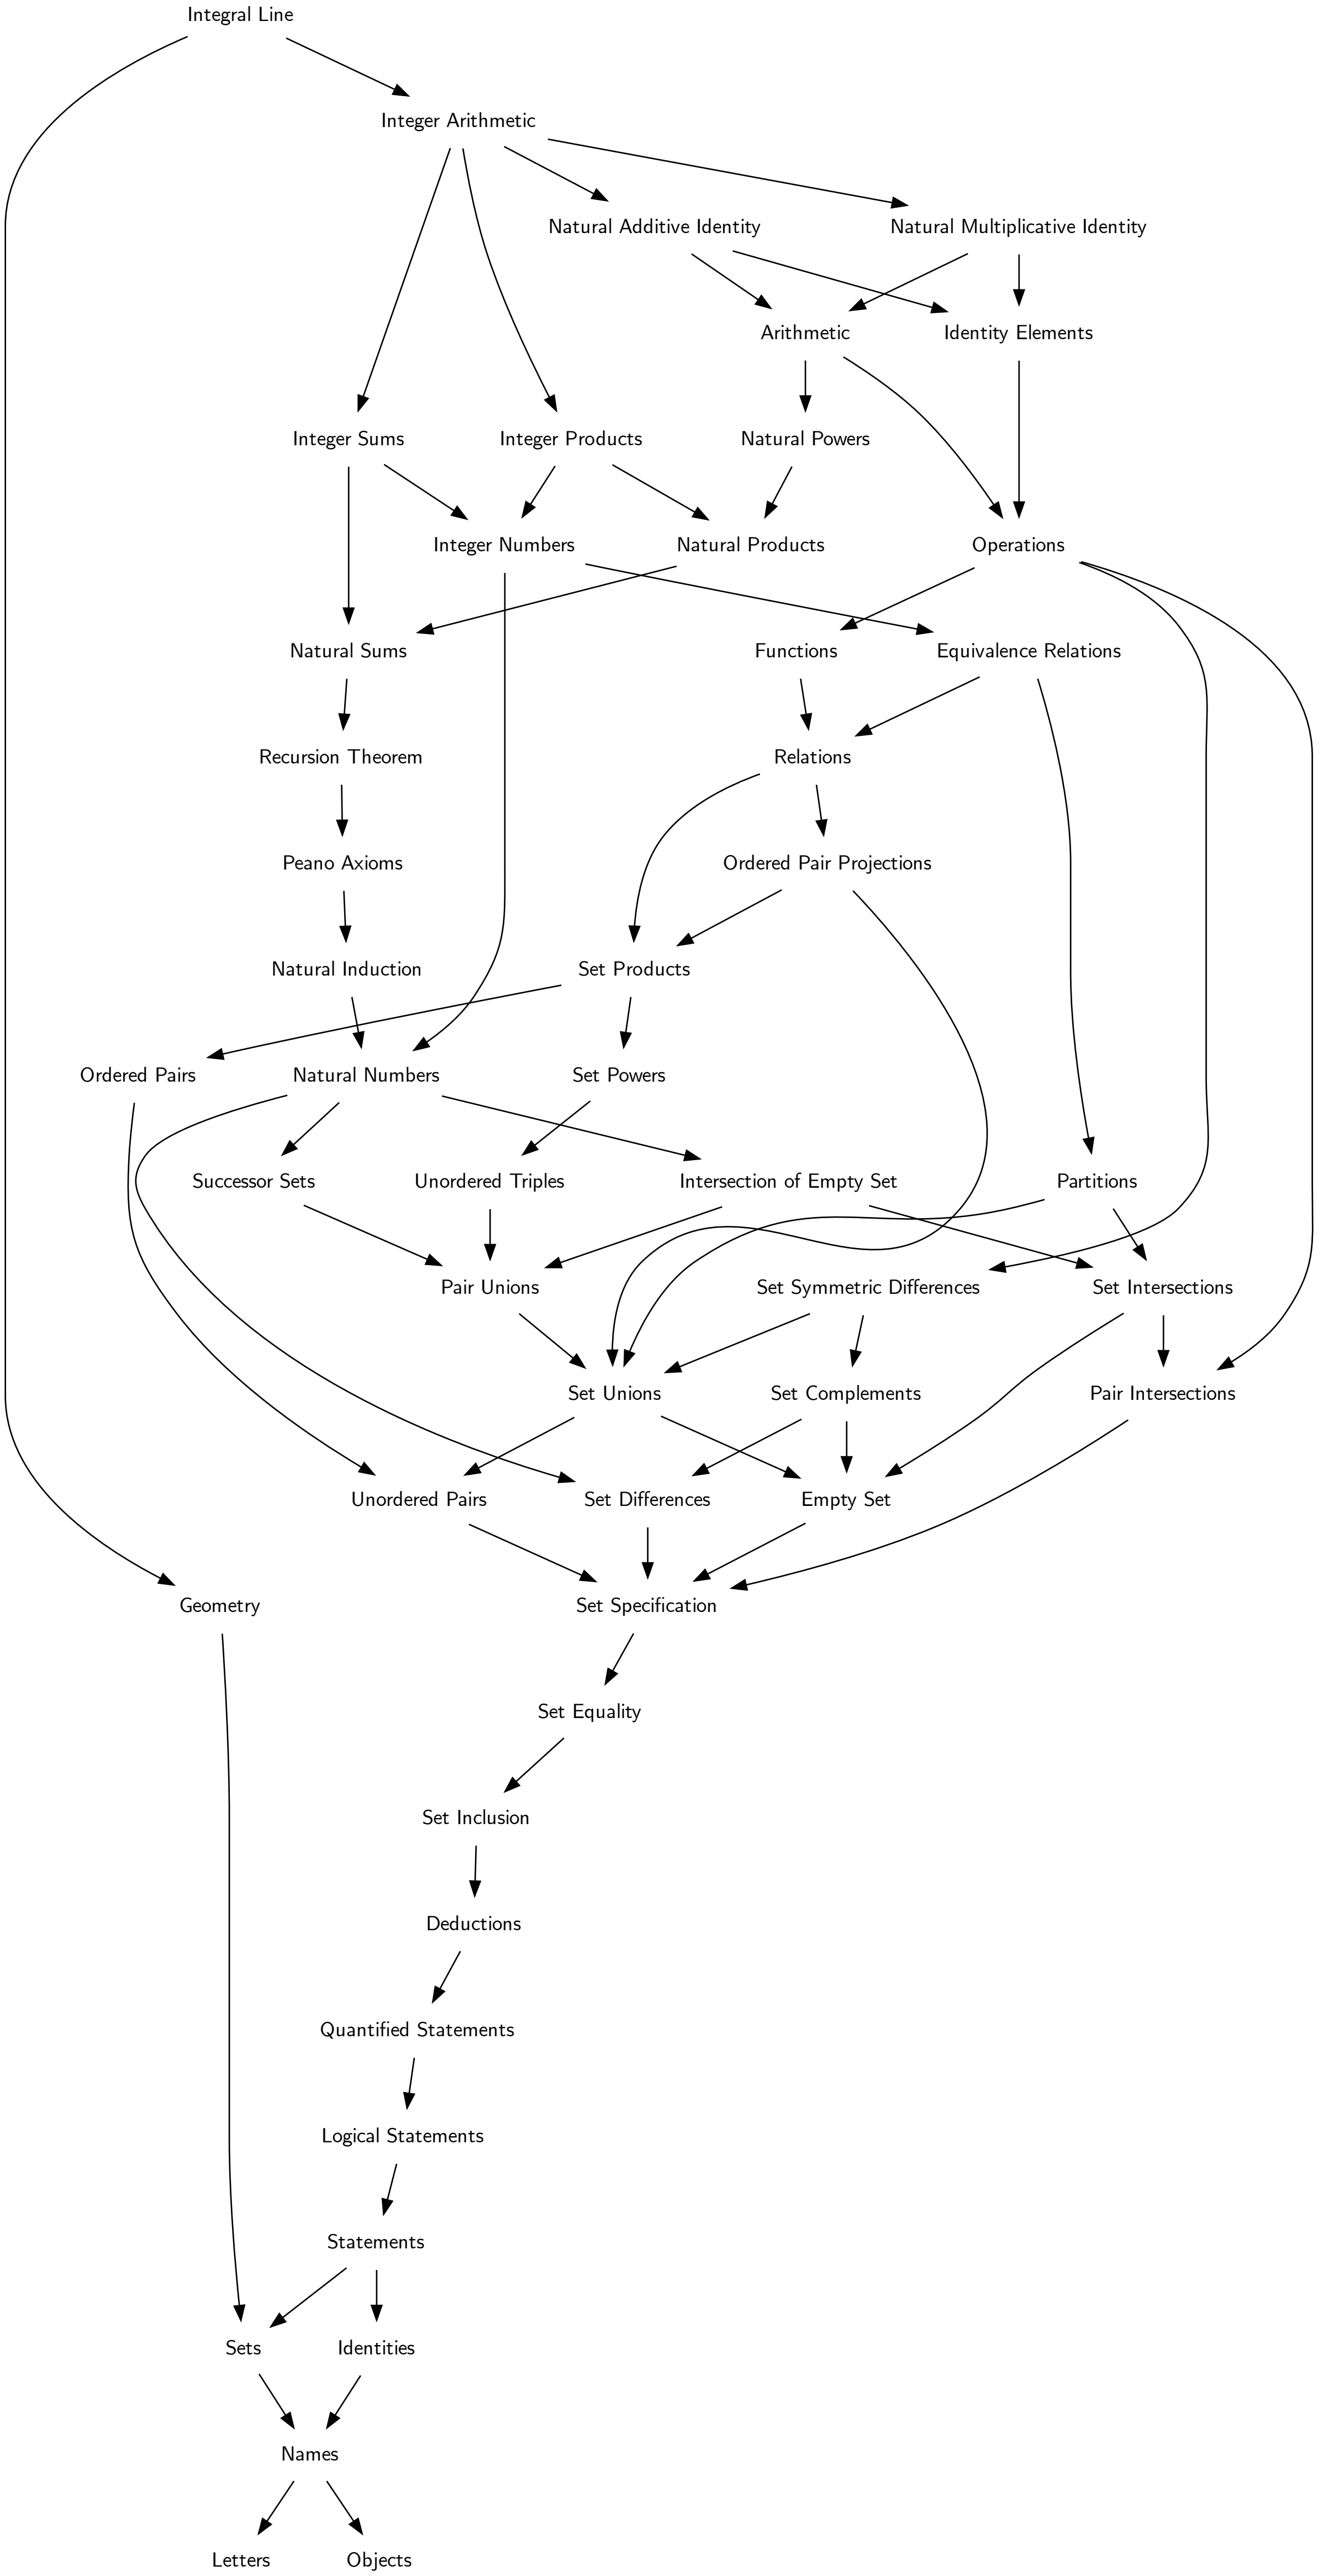 Integral Line
Integer Arithmetic
Natural Additive Identity
Natural Multiplicative Identity
Arithmetic
Identity Elements
Integer Sums
Integer Products
Natural Powers
Integer Numbers
Natural Products
Operations
Natural Sums
Functions
Equivalence Relations
Recursion Theorem
Relations
Peano Axioms
Ordered Pair Projections
Natural Induction
Set Products
Ordered Pairs
Natural Numbers
Set Powers
Successor Sets
Unordered Triples
Intersection of Empty Set
Partitions
Pair Unions
Set Symmetric Differences
Set Intersections
Set Unions
Set Complements
Pair Intersections
Unordered Pairs
Set Differences
Empty Set
Geometry
Set Specification
Set Equality
Set Inclusion
Deductions
Quantified Statements
Logical Statements
Statements
Sets
Identities
Names
Letters
Objects